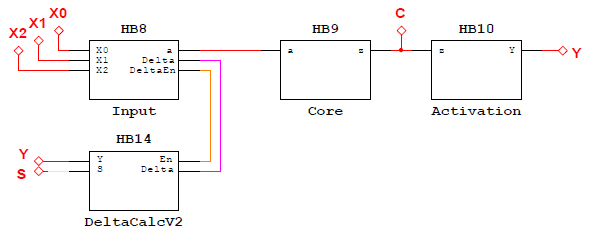 X0
X1
X2
HB8
HB9
C
HB10
X0 a
X1 Delta
X2 DeltaEn
a z
z Y
Y
Input
Core
Activation
HB14
Y
S
Y En
S Delta
DeltaCalcV2